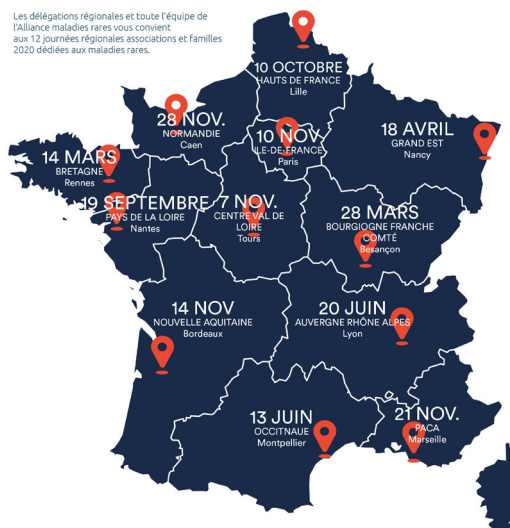 Les délégations régionales et toute l'équipe de
l'Alliance maladies rares vous convient
aux 12 journées régionales associations et familles
2020 dédiées aux maladies rares.
10 OCTOBRE
HAUTS DE FRANCE
Lille
28 NOV.
NORMANDIE
Caen
10 NOV
ILE-DE-FRANCE
Paris
18 AVRIL
GRAND EST
Nancy
14 MARS
BRETAGNE
Rennes
19 SEPTEMBRE
PAYS DE LA LOIRE
Nantes
7 NOV.
CENTRE VAL DE
LOIRE
Tours
28 MARS
BOURGIOGNE FRANCHE
COMTÉ
Besançon
14 NOV
NOUVELLE AQUITAINE
Bordeaux
20 JUIN
AUVERGNE RHÔNE ALPES
Lyon
13 JUIN
OCCITNAUE
Montpellier
21 NOV.
PACA
Marseille